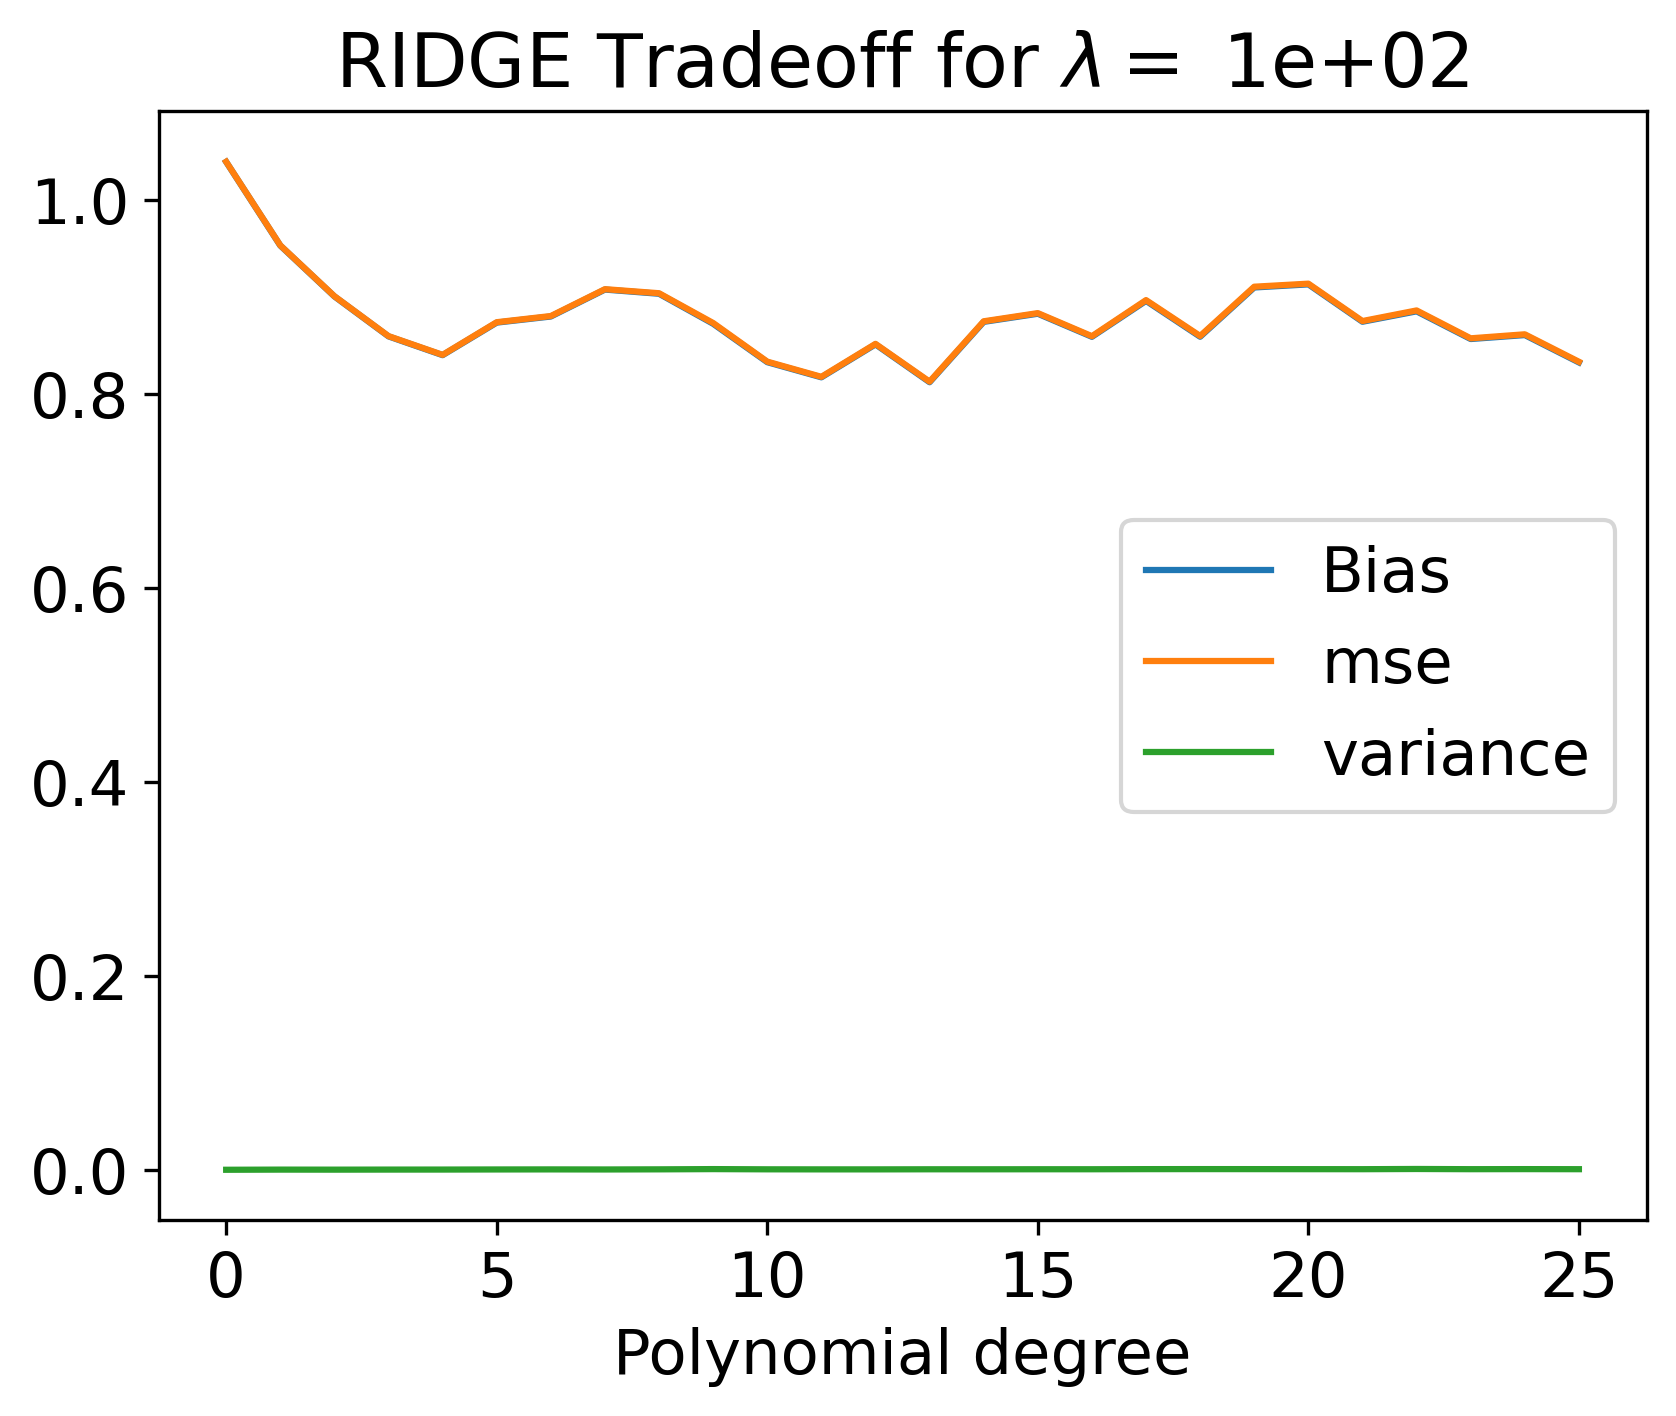 RIDGE Tradeoff for λ = 1e+02
1.0
0.8
0.6
0.4
0.2
0.0
Bias
mse
variance
0 5 10 15 20 25
Polynomial degree